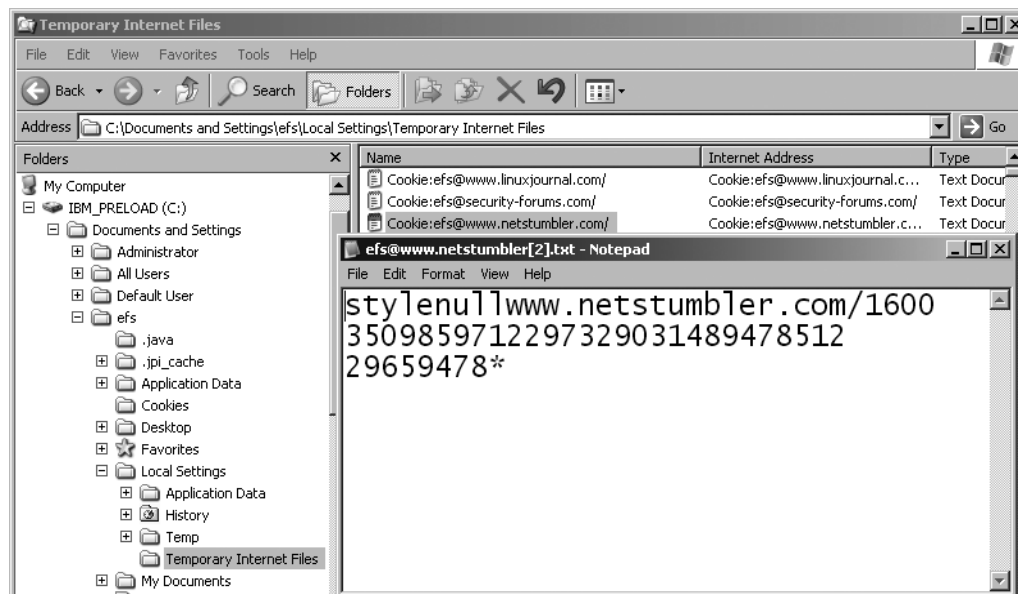 Temporary Internet Files
File Edit View Favorites Tools Help
Back Search Folders
Address C:\Documents and Settings\efs\Local Settings\Temporary Internet Files Go
Folders
Name Internet Address Type
My Computer
Cookie:efs@www.linuxjournal.com/ Cookie:efs@www.linuxjournal.c... Text Docum
IBM_PRELOAD (C:)
Cookie:efs@security-forums.com/ Cookie:efs@security-forums.com/ Text Docum
Documents and Settings
Cookie:efs@www.netstumbler.com/ Cookie:efs@www.netstumbler.c... Text Docum
Administrator
All Users
Default User
efs
.java
.jpi_cache
Application Data
Cookies
Desktop
Favorites
Local Settings
Application Data
History
Temp
Temporary Internet Files
My Documents
efs@www.netstumbler[2].txt - Notepad
File Edit Format View Help
stylenullwww.netstumbler.com/1600
350985971229732903148947​8512
29659478*